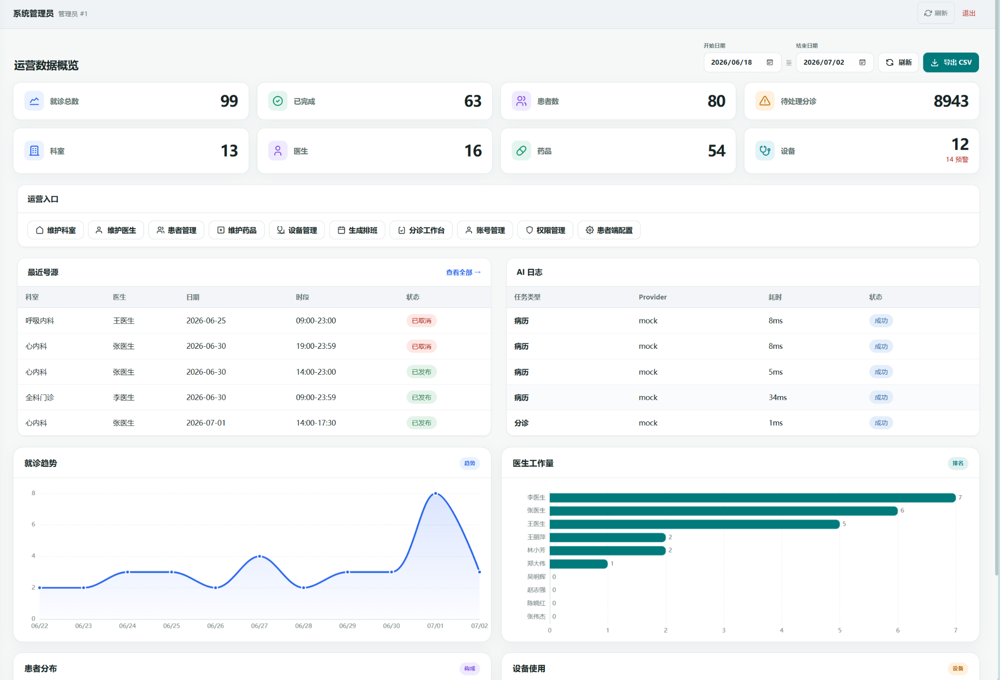 系统管理员 管理员 #1 刷新 退出
开始日期 结束日期
运营数据概览 2026/06/18 至 2026/07/02 刷新 导出 CSV
就诊总数 99 已完成 63 患者数 80 待处理分诊 8943
科室 13 医生 16 药品 54 设备 12
14 预警
运营入口
维护科室 维护医生 患者管理 维护药品 设备管理 生成排班 分诊工作台 账号管理 权限管理 患者端配置
最近号源 查看全部 →
科室 医生 日期 时段 状态
呼吸内科 王医生 2026-06-25 09:00-23:00 已取消
心内科 张医生 2026-06-30 19:00-23:59 已取消
心内科 张医生 2026-06-30 14:00-23:00 已发布
全科门诊 李医生 2026-06-30 09:00-23:59 已发布
心内科 张医生 2026-07-01 14:00-17:30 已发布
AI 日志
任务类型 Provider 耗时 状态
病历 mock 8ms 成功
病历 mock 8ms 成功
病历 mock 5ms 成功
病历 mock 34ms 成功
分诊 mock 1ms 成功
就诊趋势 趋势
8
6
4
2
0
06/22 06/23 06/24 06/25 06/26 06/27 06/28 06/29 06/30 07/01 07/02
医生工作量 排名
李医生 7
张医生 6
王医生 5
王丽萍 2
林小芳 2
郑大伟 1
吴明辉 0
赵志强 0
陈晓红 0
张伟杰 0
0 1 2 3 4 5 6 7
患者分布 构成
设备使用 设备